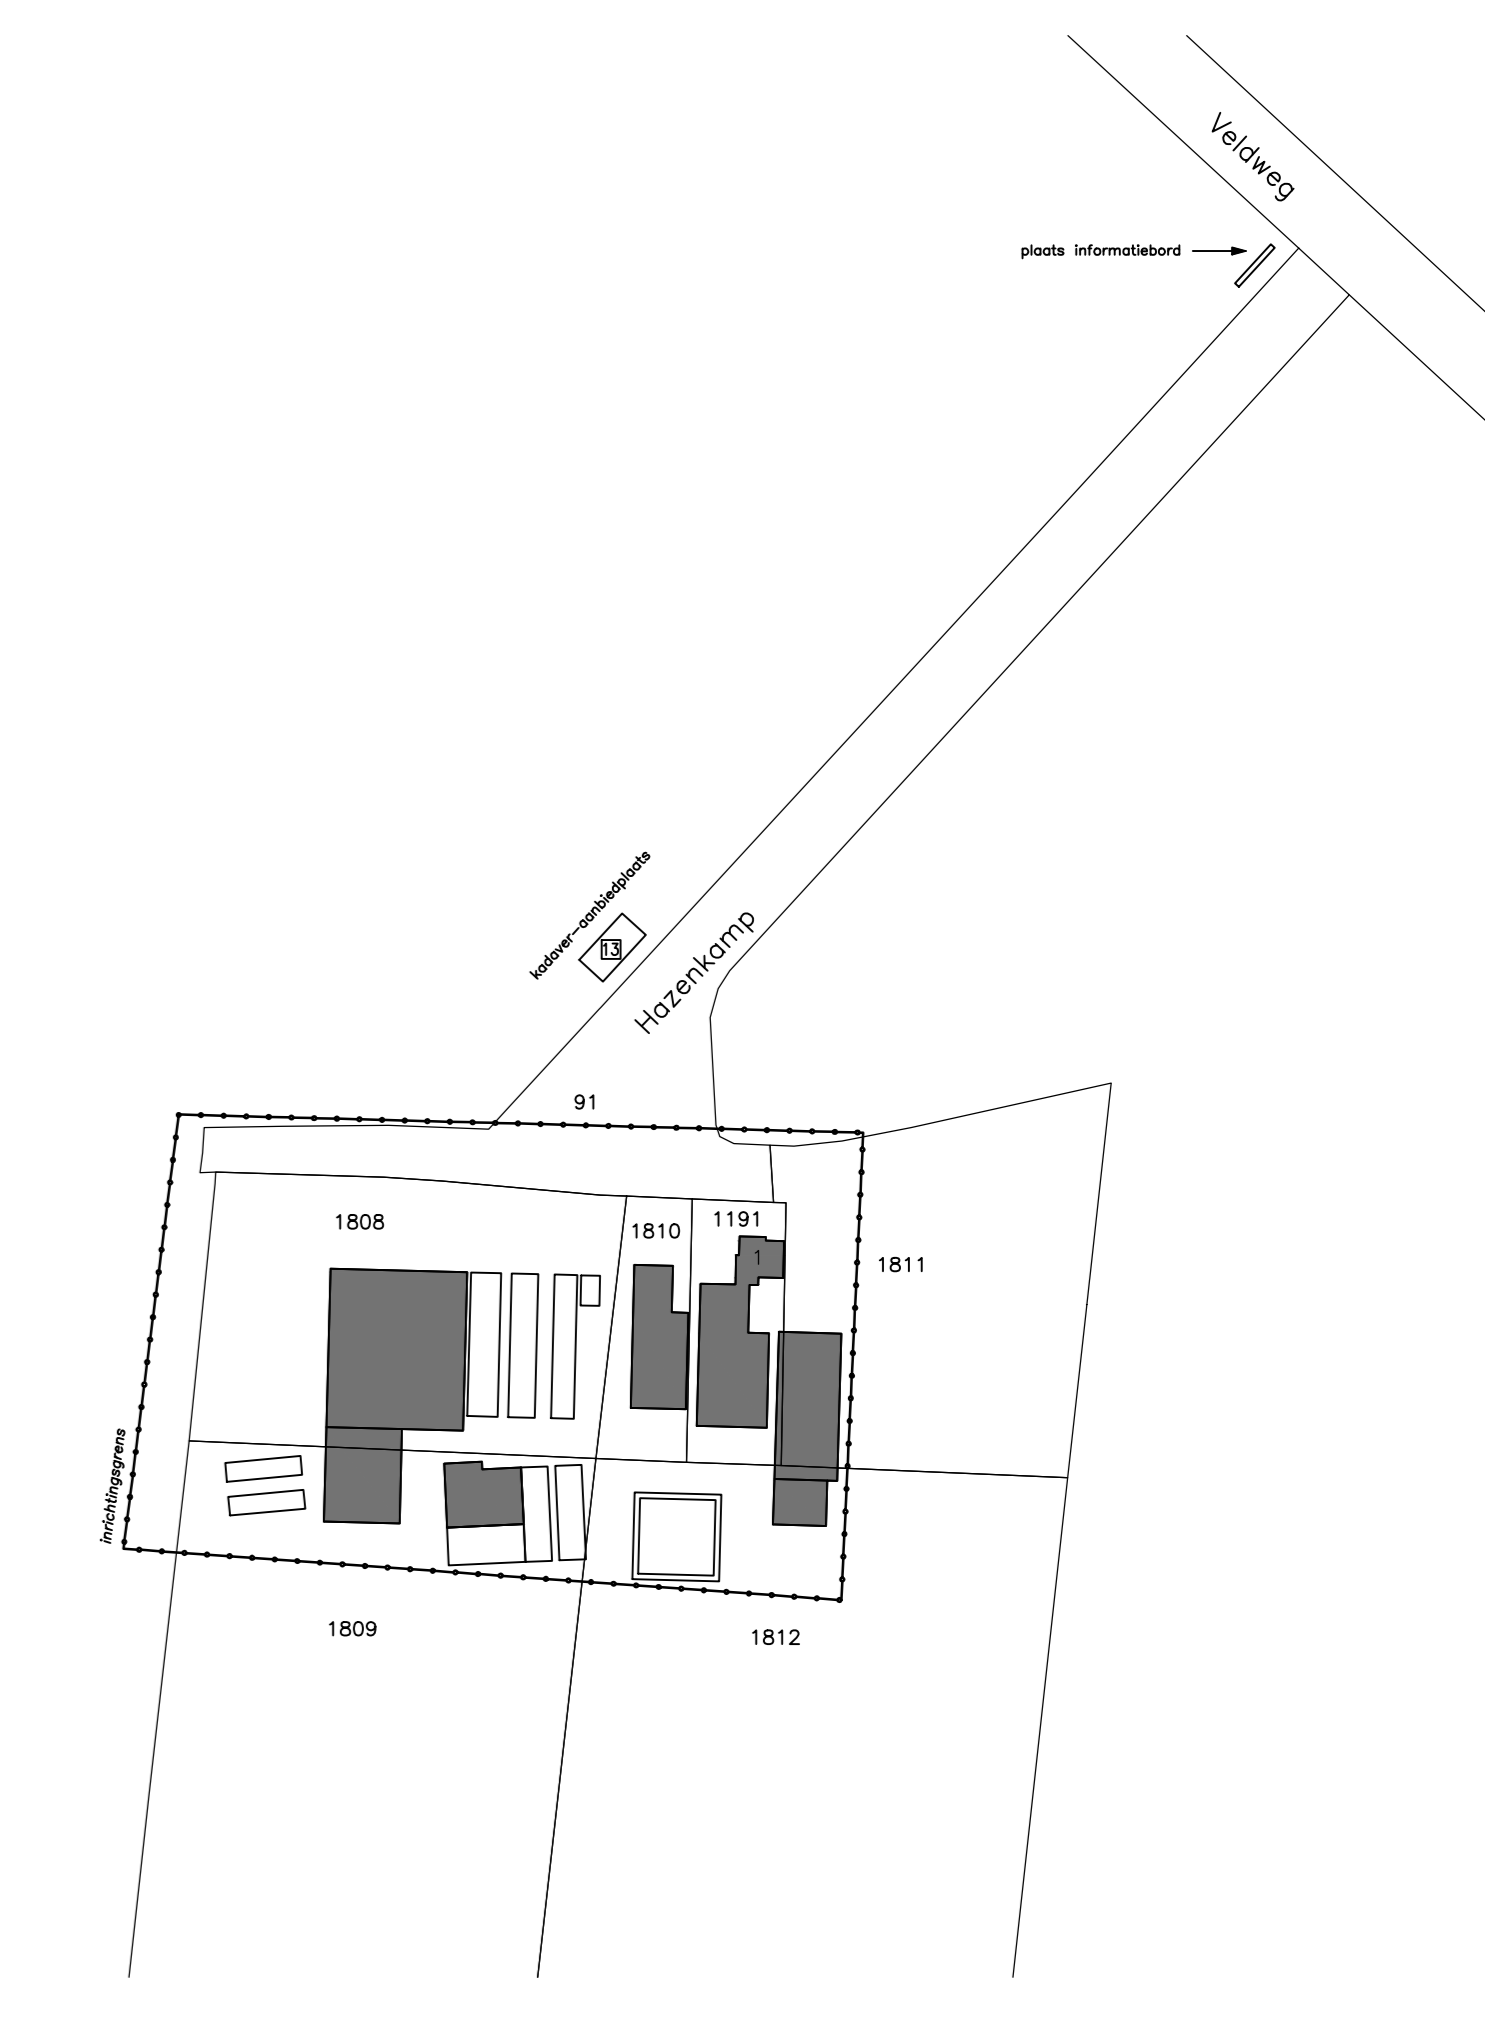 Veldweg
plaats informatiebord
kadaver-aanbiedplaats
13
Hazenkamp
91
1808
1810
1191
1
1811
inrichtingsgrens
1809
1812